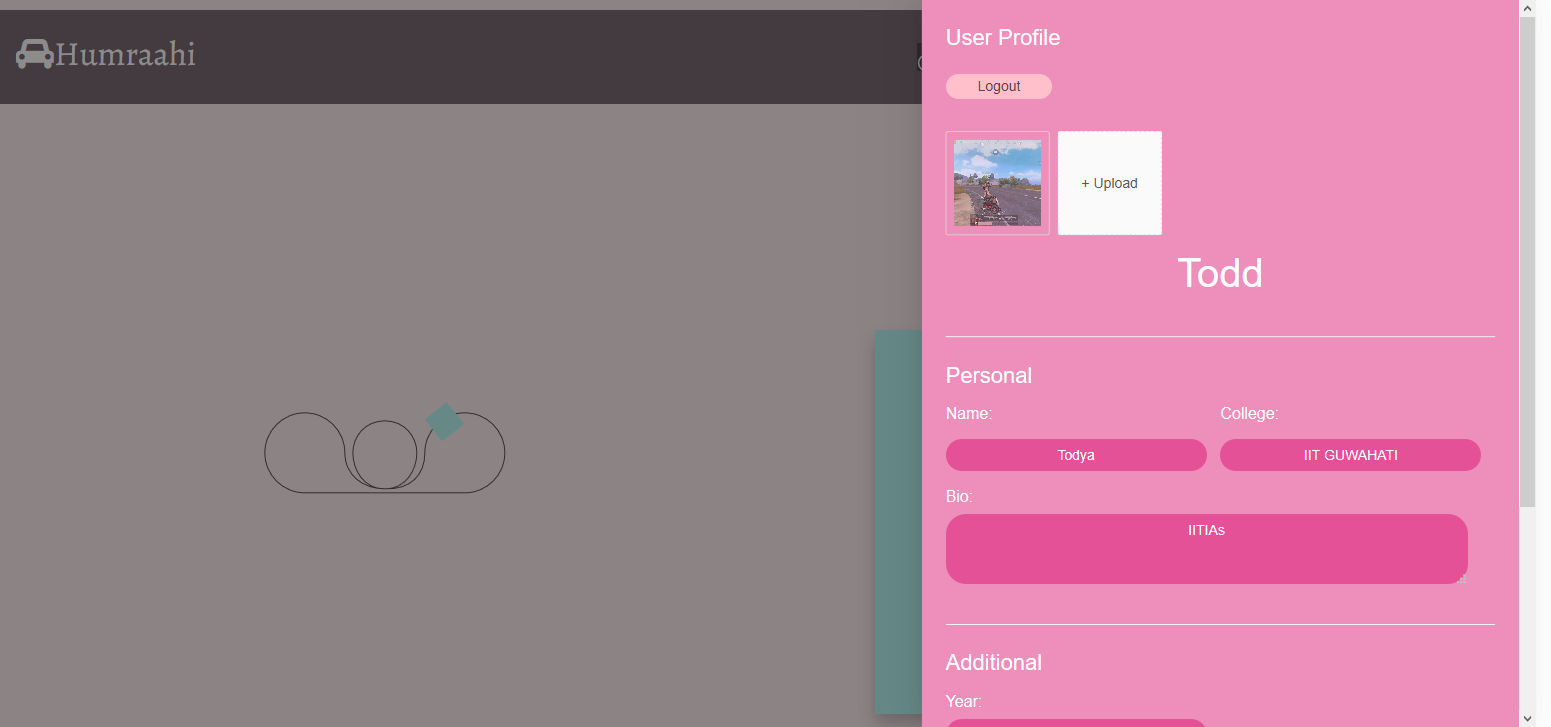 Humraahi
User Profile
Logout
+ Upload
Todd
Personal
Name: College:
Todya IIT GUWAHATI
Bio:
IITIAs
Additional
Year: